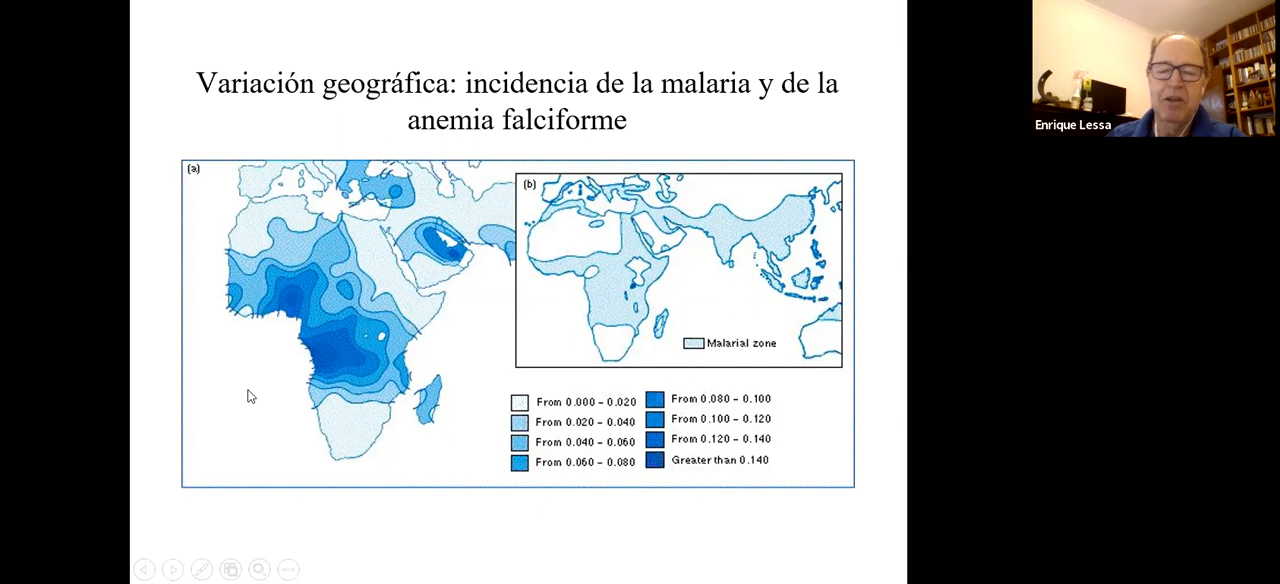 Variación geográfica: incidencia de la malaria y de la
anemia falciforme
(a)
(b)
Malarial zone
From 0.000 – 0.020
From 0.020 – 0.040
From 0.040 – 0.060
From 0.060 – 0.080
From 0.080 – 0.100
From 0.100 – 0.120
From 0.120 – 0.140
Greater than 0.140
Enrique Lessa